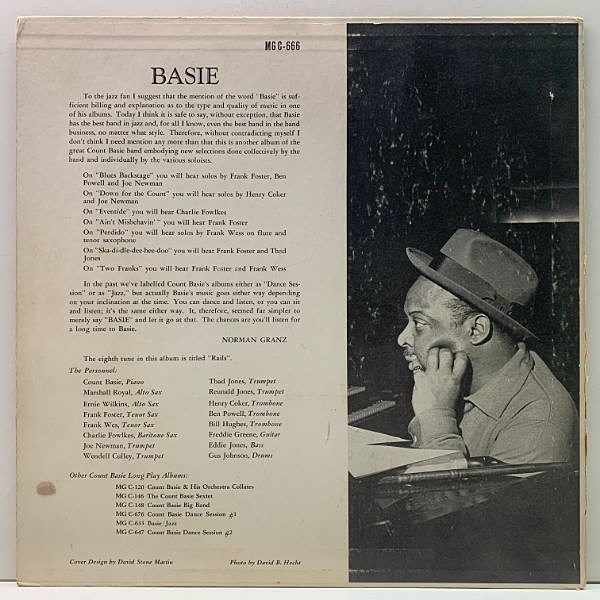 MG C-666
BASIE
To the jazz fan I suggest that the mention of the word "Basie" is suf-
ficient billing and explanation as to the type and quality of music in one
of his albums. Today I think it is safe to say, without exception, that Basie
has the best band in jazz and, for all I know, even the best band in the band
business, no matter what style. Therefore, without contradicting myself I
don't think I need mention any more than that this is another album of the
great Count Basie band embodying new selections done collectively by the
band and individually by the various soloists.
On "Blues Backstage" you will hear solos by Frank Foster, Ben
Powell and Joe Newman
On "Down for the Count" you will hear solos by Henry Coker
and Joe Newman
On "Eventide" you will hear Charlie Fowlkes
On "Ain't Misbehavin'" you will hear Frank Foster
On "Perdido" you will hear solos by Frank Wess on flute and
tenor saxophone
On "Ska-di-dle-dee-bee-doo" you will hear Frank Foster and Thad
Jones
On "Two Franks" you will hear Frank Foster and Frank Wess
In the past we've labelled Count Basie's albums either as "Dance Ses-
sion" or as "Jazz," but actually Basie's music goes either way depending
on your inclination at the time. You can dance and listen, or you can sit
and listen; it's the same either way. It, therefore, seemed far simpler to
merely say "BASIE" and let it go at that. The chances are you'll listen for
a long time to Basie.
NORMAN GRANZ
The eighth tune in this album is titled "Rails".
The Personnel:
Count Basie, Piano
Marshall Royal, Alto Sax
Ernie Wilkins, Alto Sax
Frank Foster, Tenor Sax
Frank Wes, Tenor Sax
Charlie Fowlkes, Baritone Sax
Joe Newman, Trumpet
Wendell Culley, Trumpet
Thad Jones, Trumpet
Reunald Jones, Trumpet
Henry Coker, Trombone
Ben Powell, Trombone
Bill Hughes, Trombone
Freddie Greene, Guitar
Eddie Jones, Bass
Gus Johnson, Drums
Other Count Basie Long Play Albums:
MG C-120 Count Basie & His Orchestra Collates
MG C-146 The Count Basie Sextet
MG C-148 Count Basie Big Band
MG C-626 Count Basie Dance Session #1
MG C-633 Basie/Jazz
MG C-647 Count Basie Dance Session #2
Cover Design by David Stone Martin
Photo by David B. Hecht